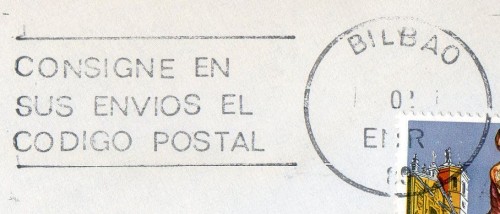 CONSIGNE EN
SUS ENVIOS EL
CODIGO POSTAL
BILBAO